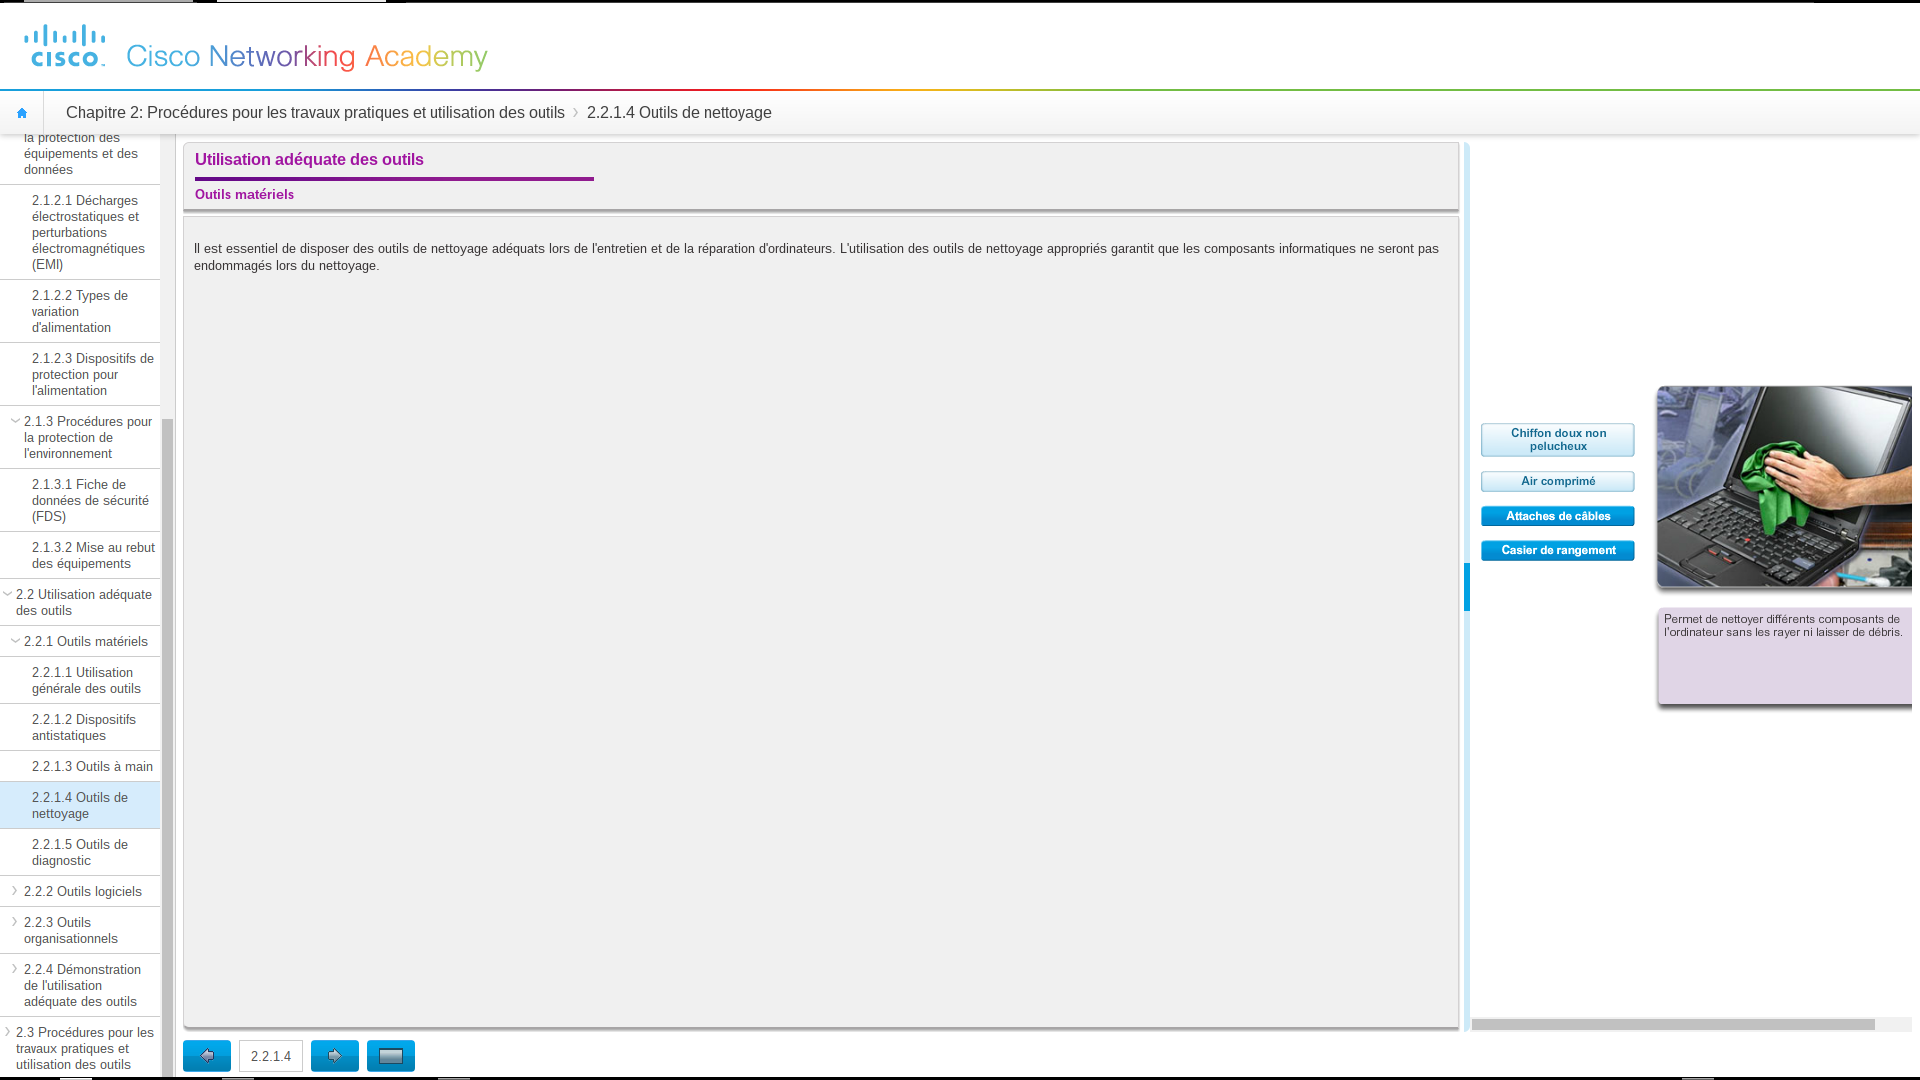 cisco
Cisco Networking Academy
Chapitre 2: Procédures pour les travaux pratiques et utilisation des outils
2.2.1.4 Outils de nettoyage
la protection des
équipements et des
données
2.1.2.1 Décharges
électrostatiques et
perturbations
électromagnétiques
(EMI)
2.1.2.2 Types de
variation
d'alimentation
2.1.2.3 Dispositifs de
protection pour
l'alimentation
2.1.3 Procédures pour
la protection de
l'environnement
2.1.3.1 Fiche de
données de sécurité
(FDS)
2.1.3.2 Mise au rebut
des équipements
2.2 Utilisation adéquate
des outils
2.2.1 Outils matériels
2.2.1.1 Utilisation
générale des outils
2.2.1.2 Dispositifs
antistatiques
2.2.1.3 Outils à main
2.2.1.4 Outils de
nettoyage
2.2.1.5 Outils de
diagnostic
2.2.2 Outils logiciels
2.2.3 Outils
organisationnels
2.2.4 Démonstration
de l'utilisation
adéquate des outils
2.3 Procédures pour les
travaux pratiques et
utilisation des outils
Utilisation adéquate des outils
Outils matériels
Il est essentiel de disposer des outils de nettoyage adéquats lors de l'entretien et de la réparation d'ordinateurs. L'utilisation des outils de nettoyage appropriés garantit que les composants informatiques ne seront pas
endommagés lors du nettoyage.
Chiffon doux non
pelucheux
Air comprimé
Attaches de câbles
Casier de rangement
Permet de nettoyer différents composants de
l'ordinateur sans les rayer ni laisser de débris.
2.2.1.4